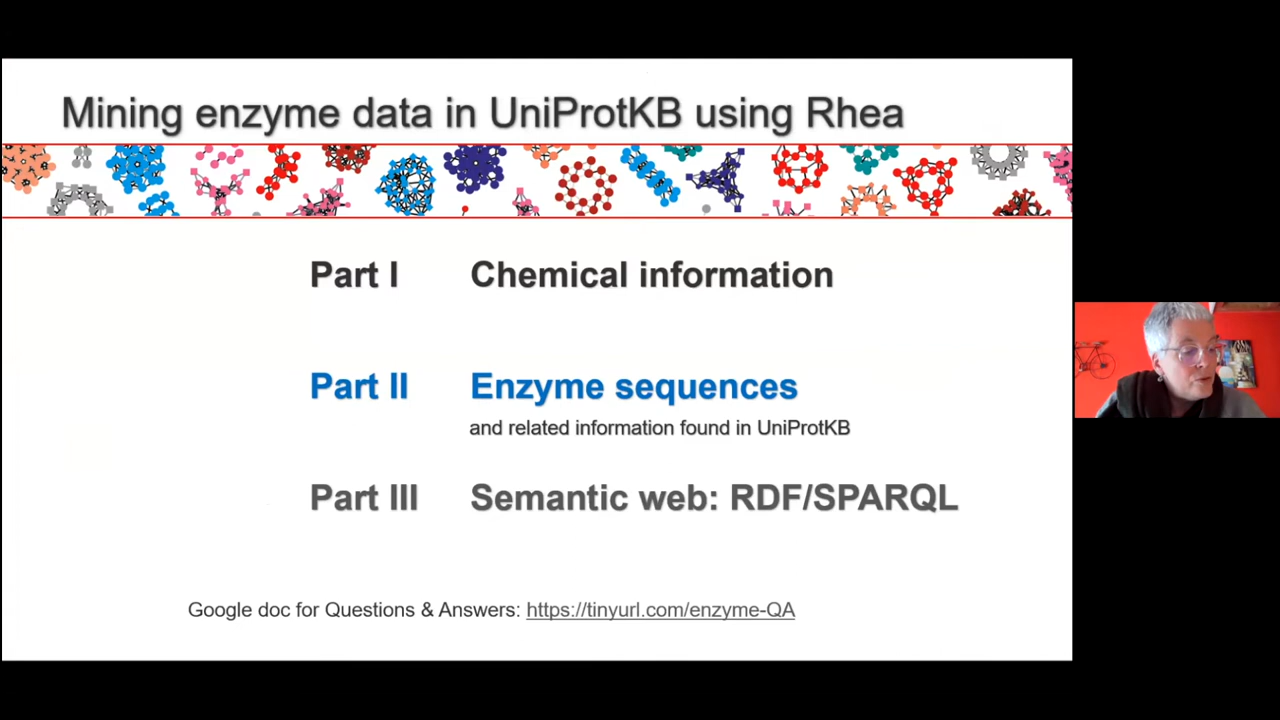 Mining enzyme data in UniProtKB using Rhea
Part I Chemical information
Part II Enzyme sequences
and related information found in UniProtKB
Part III Semantic web: RDF/SPARQL
Google doc for Questions & Answers: https://tinyurl.com/enzyme-QA